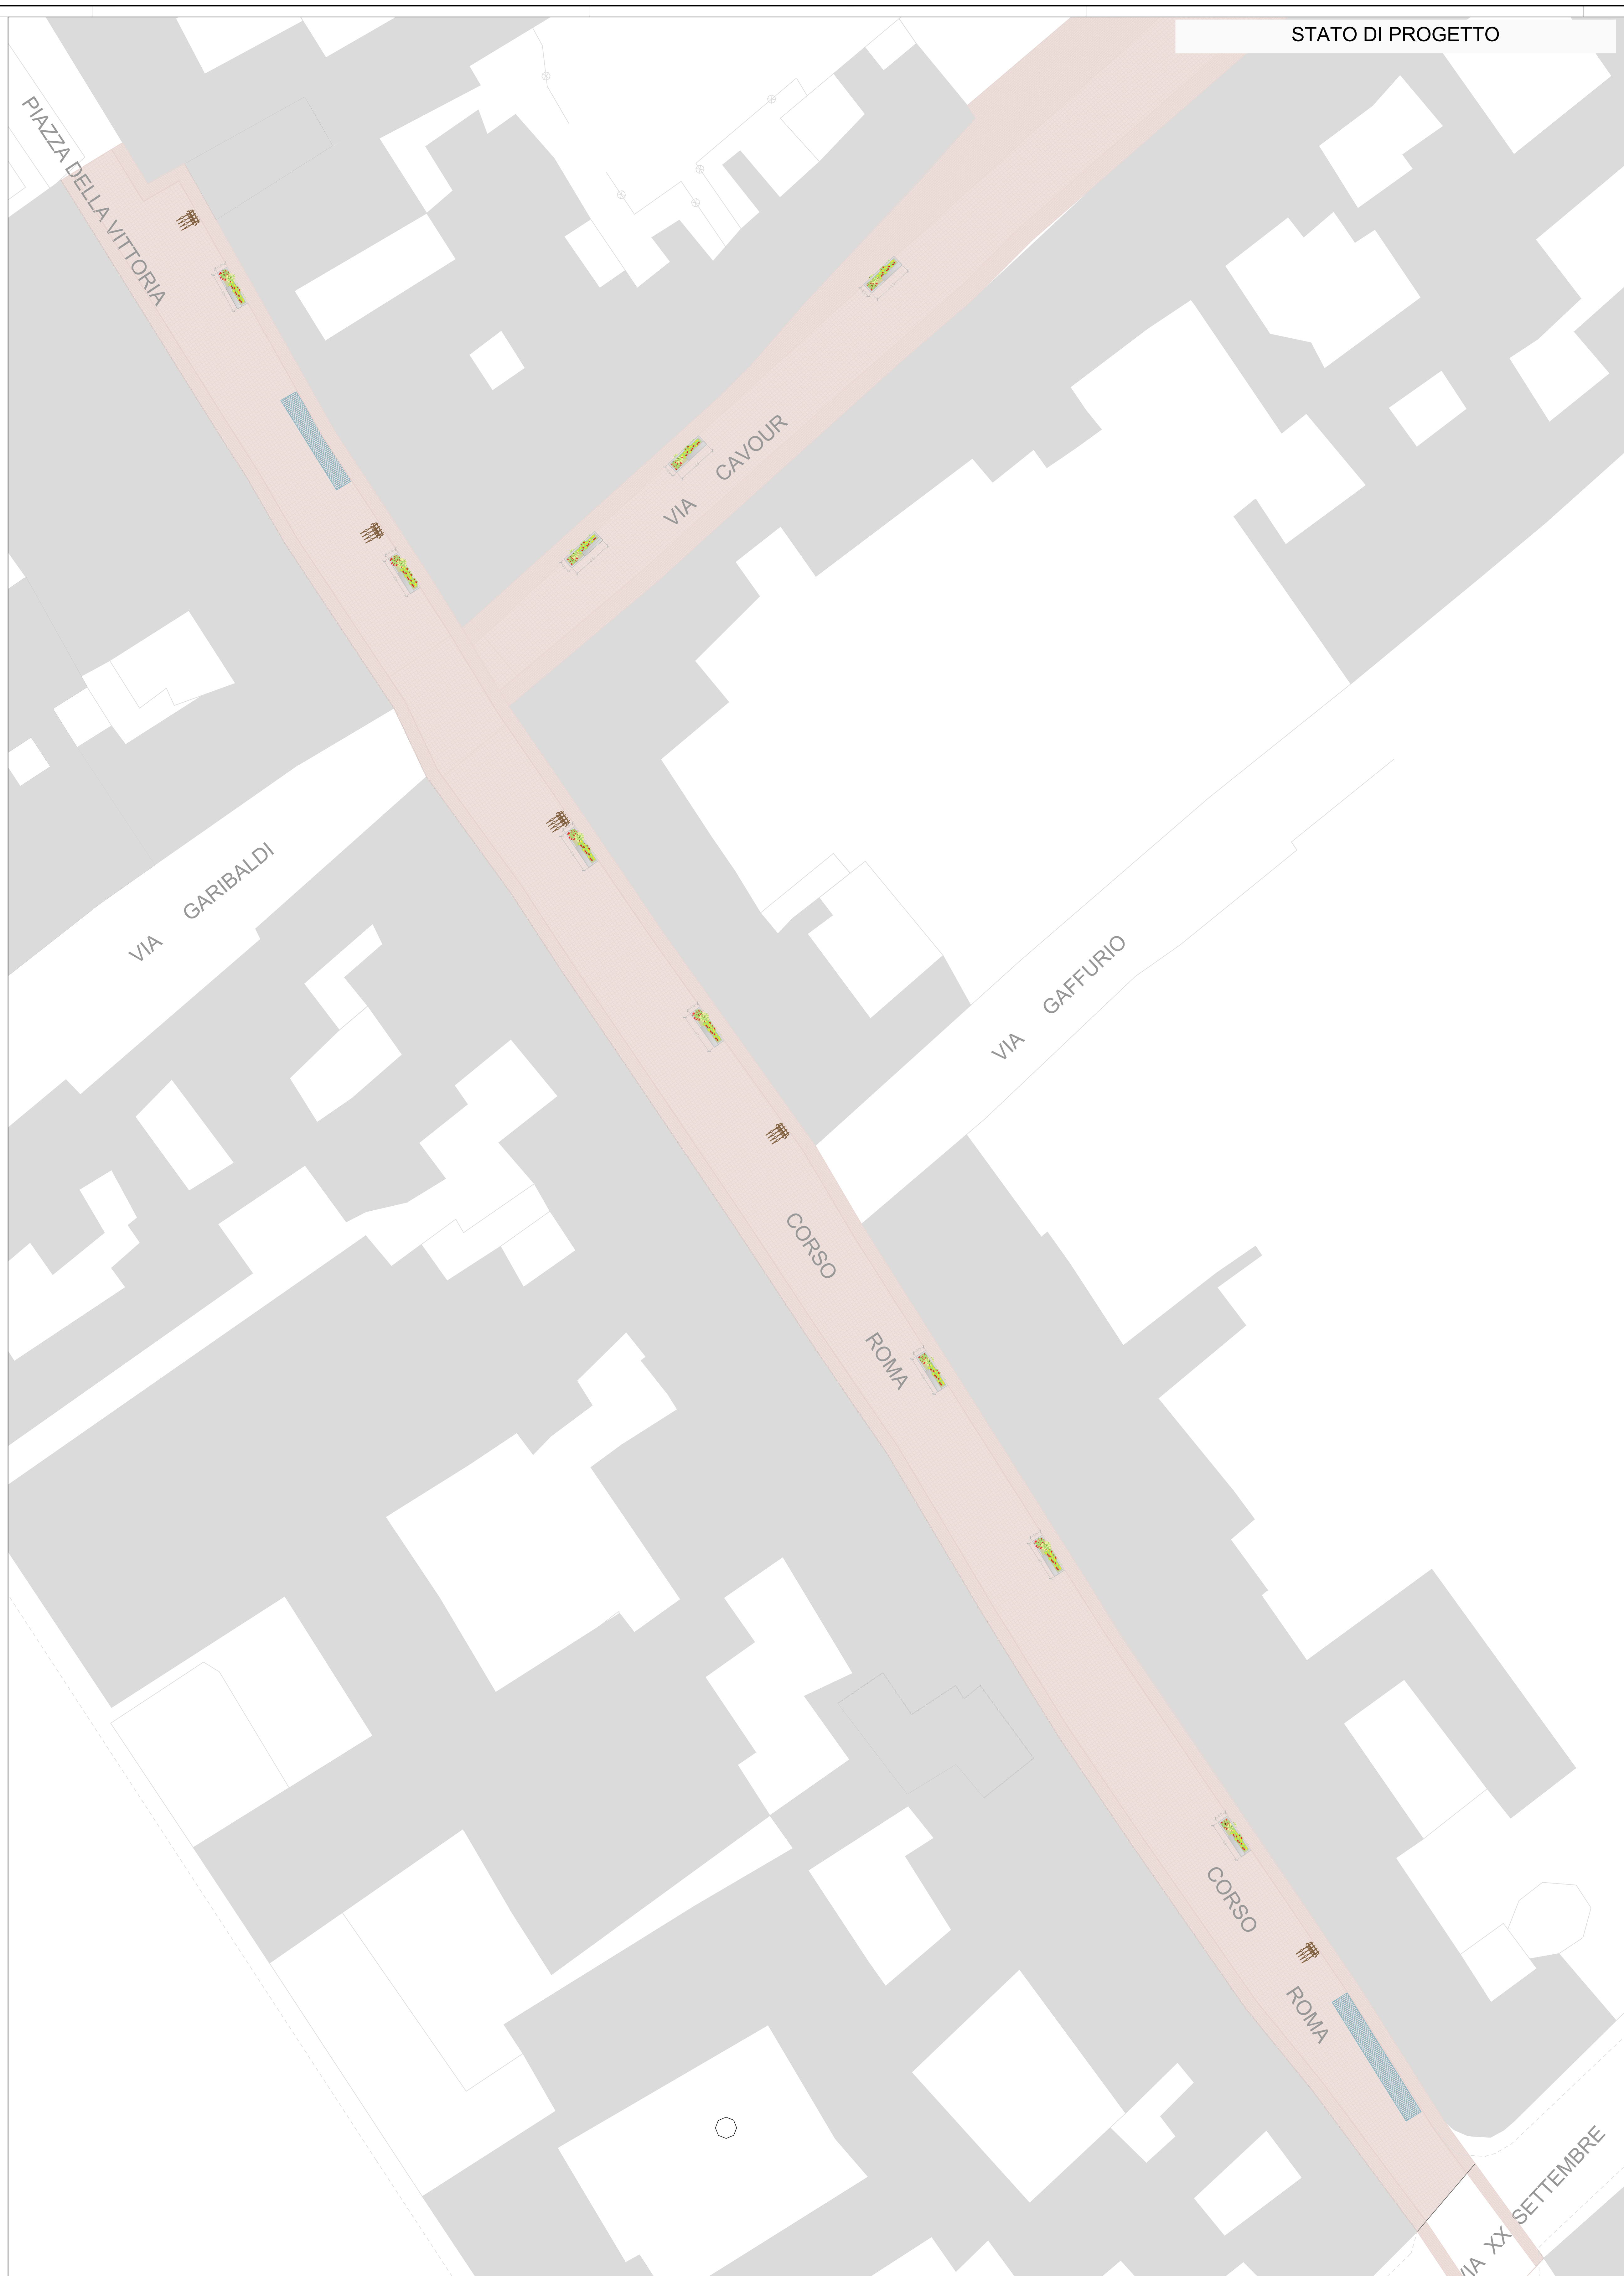 STATO DI PROGETTO
PIAZZA DELLA VITTORIA
VIA CAVOUR
VIA GARIBALDI
VIA GAFFURIO
CORSO
ROMA
CORSO
ROMA
VIA XX SETTEMBRE